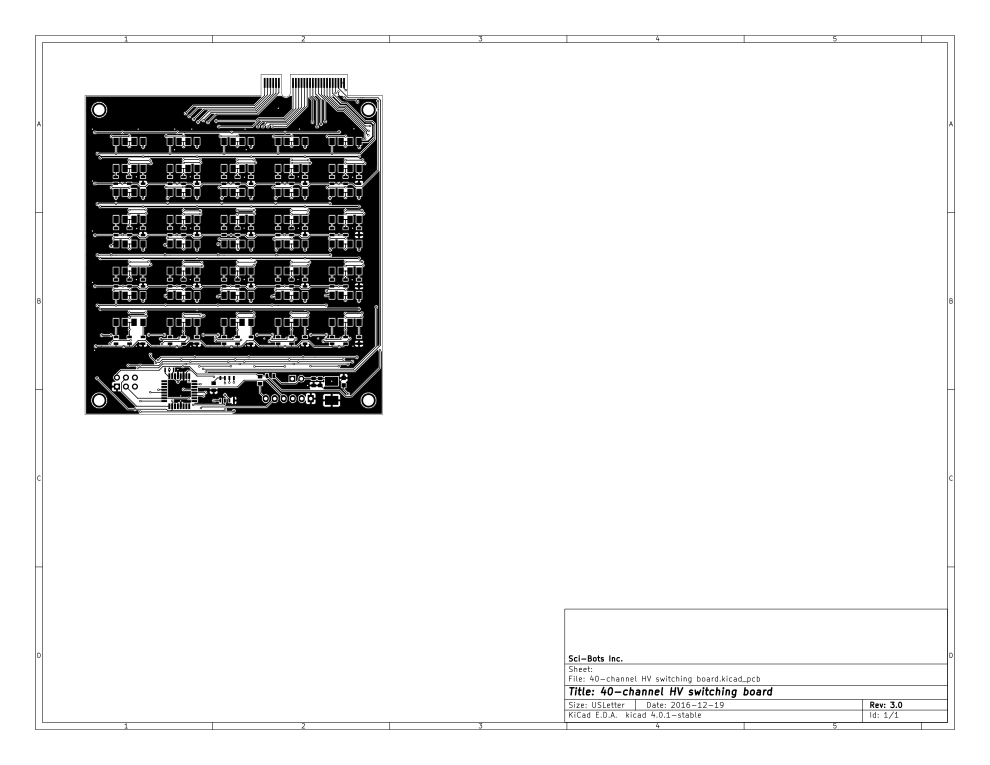 1 2 3 4 5
A A
B B
C C
D D
Sci-Bots Inc.
Sheet:
File: 40-channel HV switching board.kicad_pcb
Title: 40-channel HV switching board
Size: USLetter Date: 2016-12-19 Rev: 3.0
KiCad E.D.A. kicad 4.0.1-stable Id: 1/1
1 2 3 4 5